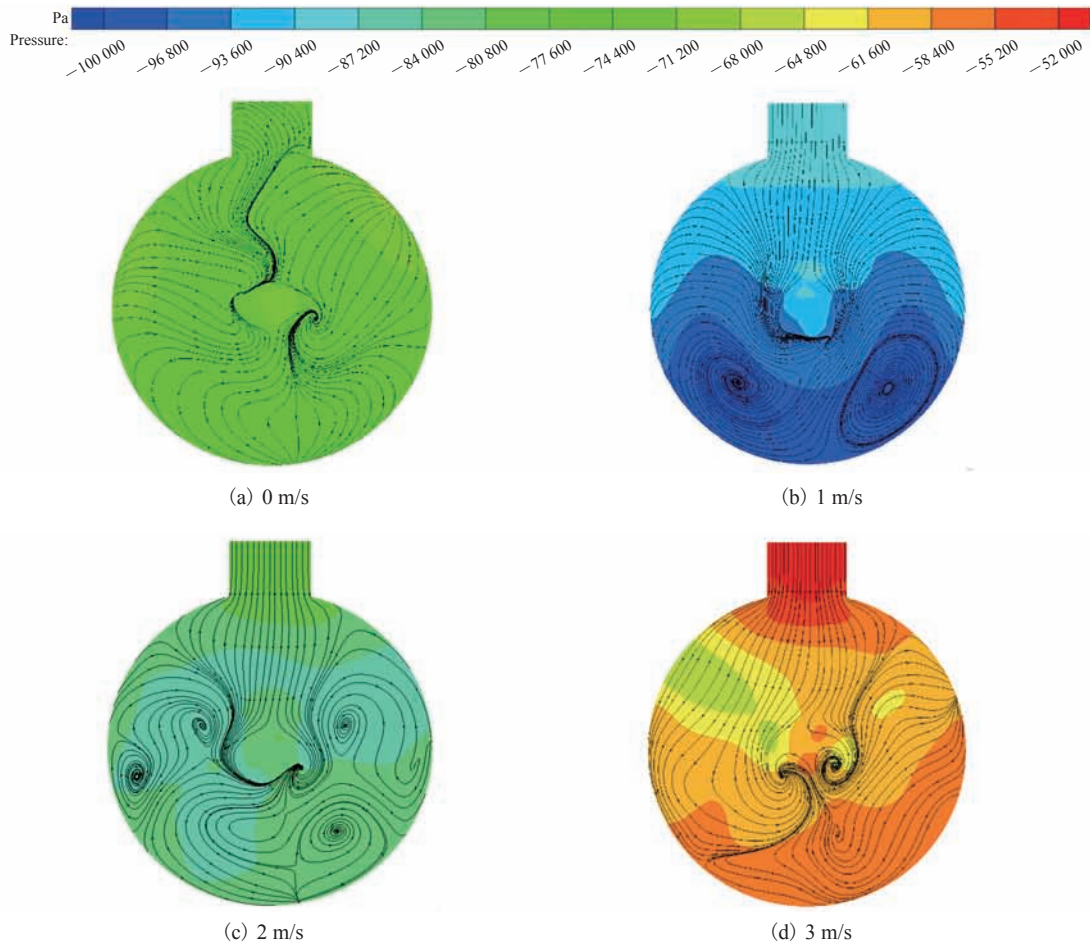 Pa
Pressure:
—100 000 —96 800 —93 600 —90 400 —87 200 —84 000 —80 800 —77 600 —74 400 —71 200 —68 000 —64 800 —61 600 —58 400 —55 200 —52 000
(a) 0 m/s
(b) 1 m/s
(c) 2 m/s
(d) 3 m/s